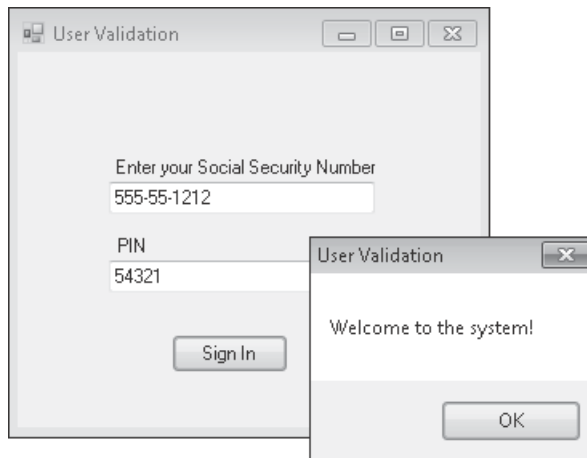 User Validation
Enter your Social Security Number
555-55-1212
PIN
54321
Sign In
User Validation
Welcome to the system!
OK